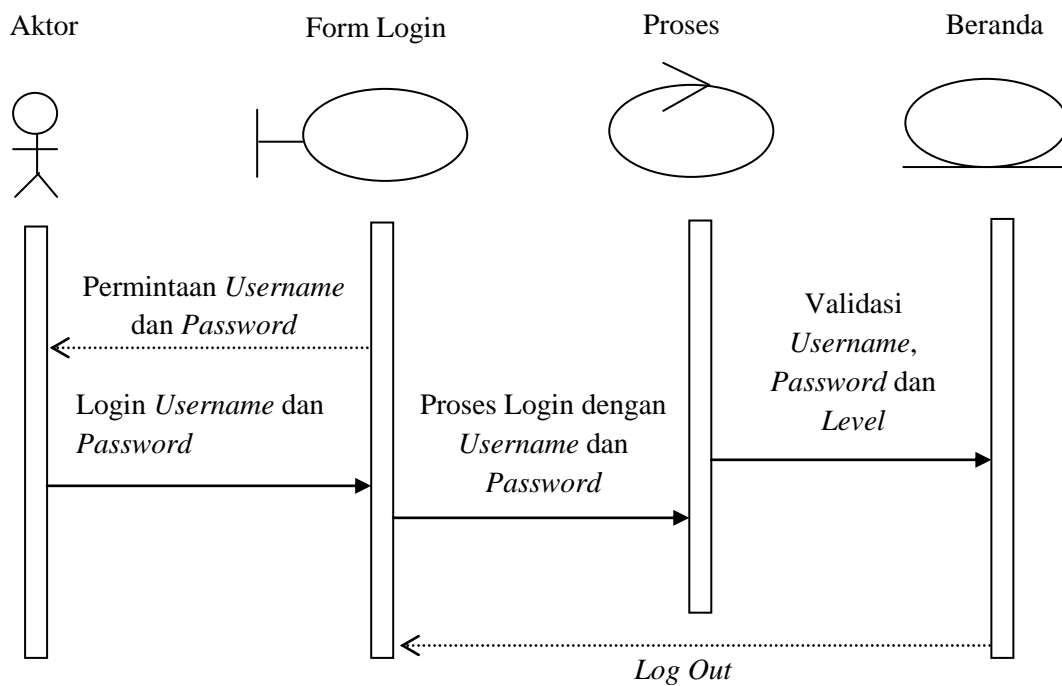 Aktor
Form Login
Proses
Beranda
Permintaan Username
dan Password
Validasi
Username,
Password dan
Level
Login Username dan
Password
Proses Login dengan
Username dan
Password
Log Out